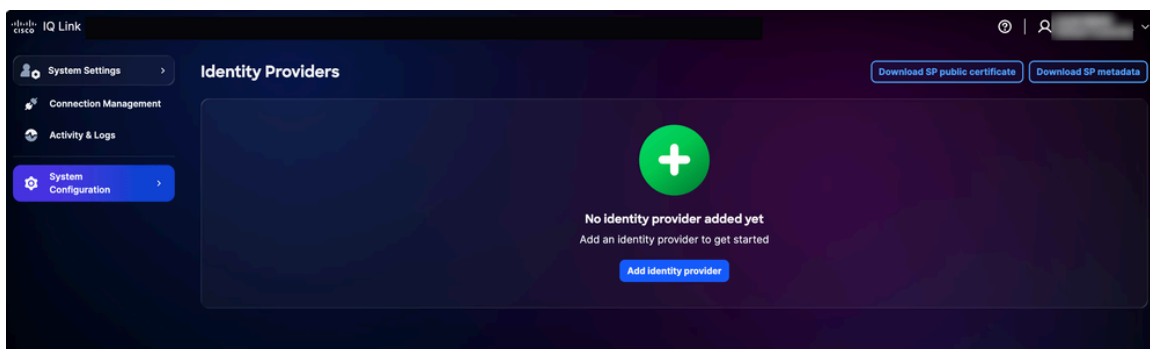 CISCO IQ Link
System Settings
Connection Management
Activity & Logs
System
Configuration
Identity Providers
Download SP public certificate
Download SP metadata
No identity provider added yet
Add an identity provider to get started
Add identity provider